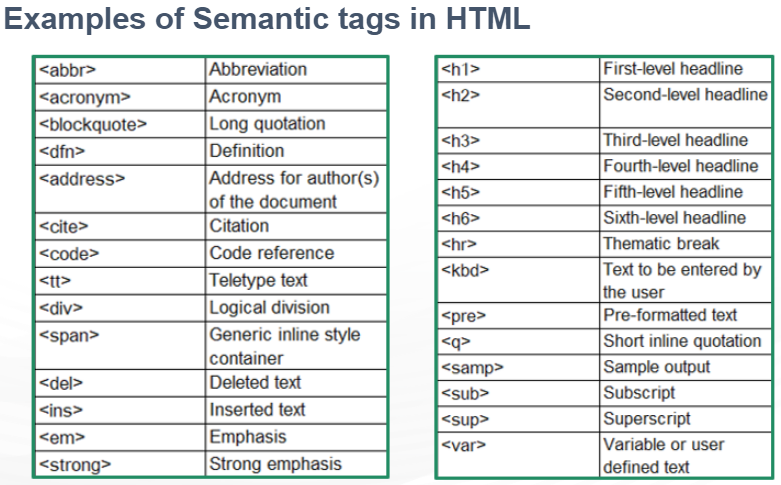 Examples of Semantic tags in HTML
<abbr> Abbreviation
<acronym> Acronym
<blockquote> Long quotation
<dfn> Definition
<address> Address for author(s)
of the document
<cite> Citation
<code> Code reference
<tt> Teletype text
<div> Logical division
<span> Generic inline style
container
<del> Deleted text
<ins> Inserted text
<em> Emphasis
<strong> Strong emphasis
<h1> First-level headline
<h2> Second-level headline
<h3> Third-level headline
<h4> Fourth-level headline
<h5> Fifth-level headline
<h6> Sixth-level headline
<hr> Thematic break
<kbd> Text to be entered by
the user
<pre> Pre-formatted text
<q> Short inline quotation
<samp> Sample output
<sub> Subscript
<sup> Superscript
<var> Variable or user
defined text